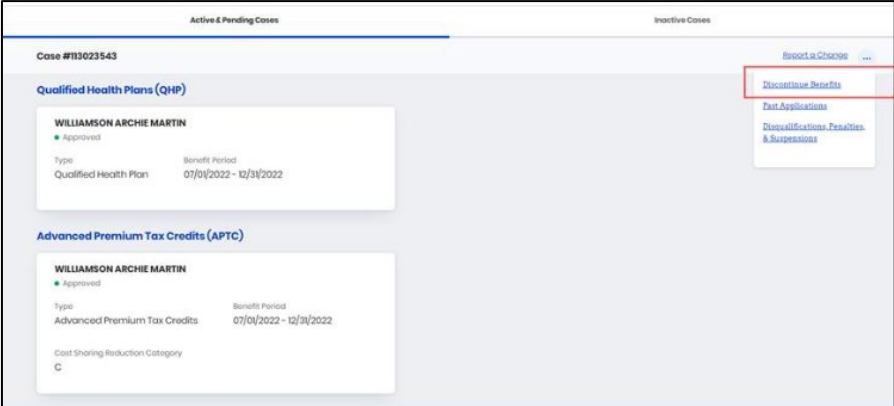 Active & Pending Cases
Inactive Cases
Case #113023543
Report a Change ...
Discontinue Benefits
Past Applications
Disqualifications, Penalties,
& Suspensions
Qualified Health Plans (QHP)
WILLIAMSON ARCHIE MARTIN
Approved
Type Benefit Period
Qualified Health Plan 07/01/2022 - 12/31/2022
Advanced Premium Tax Credits (APTC)
WILLIAMSON ARCHIE MARTIN
Approved
Type Benefit Period
Advanced Premium Tax Credits 07/01/2022 - 12/31/2022
Cost Sharing Reduction Category
C